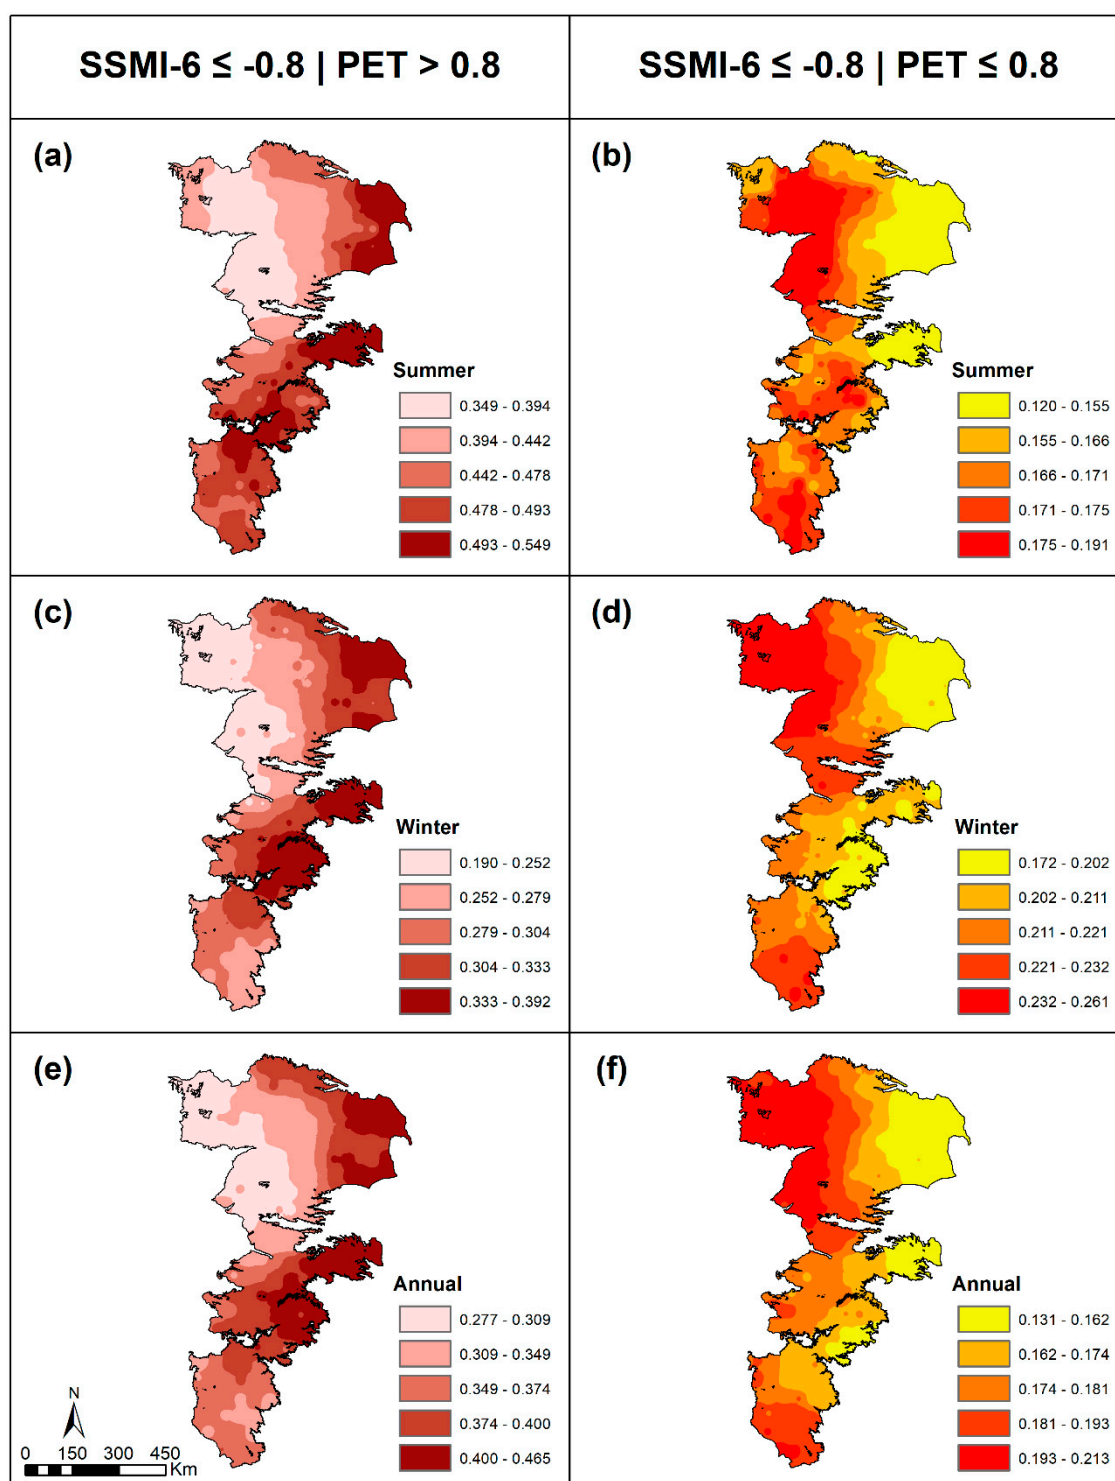 SSMI-6 ≤ -0.8 | PET > 0.8
SSMI-6 ≤ -0.8 | PET ≤ 0.8
(a)
Summer
0.349 - 0.394
0.394 - 0.442
0.442 - 0.478
0.478 - 0.493
0.493 - 0.549
(b)
Summer
0.120 - 0.155
0.155 - 0.166
0.166 - 0.171
0.171 - 0.175
0.175 - 0.191
(c)
Winter
0.190 - 0.252
0.252 - 0.279
0.279 - 0.304
0.304 - 0.333
0.333 - 0.392
(d)
Winter
0.172 - 0.202
0.202 - 0.211
0.211 - 0.221
0.221 - 0.232
0.232 - 0.261
(e)
Annual
0.277 - 0.309
0.309 - 0.349
0.349 - 0.374
0.374 - 0.400
0.400 - 0.465
N
0 150 300 450
Km
(f)
Annual
0.131 - 0.162
0.162 - 0.174
0.174 - 0.181
0.181 - 0.193
0.193 - 0.213